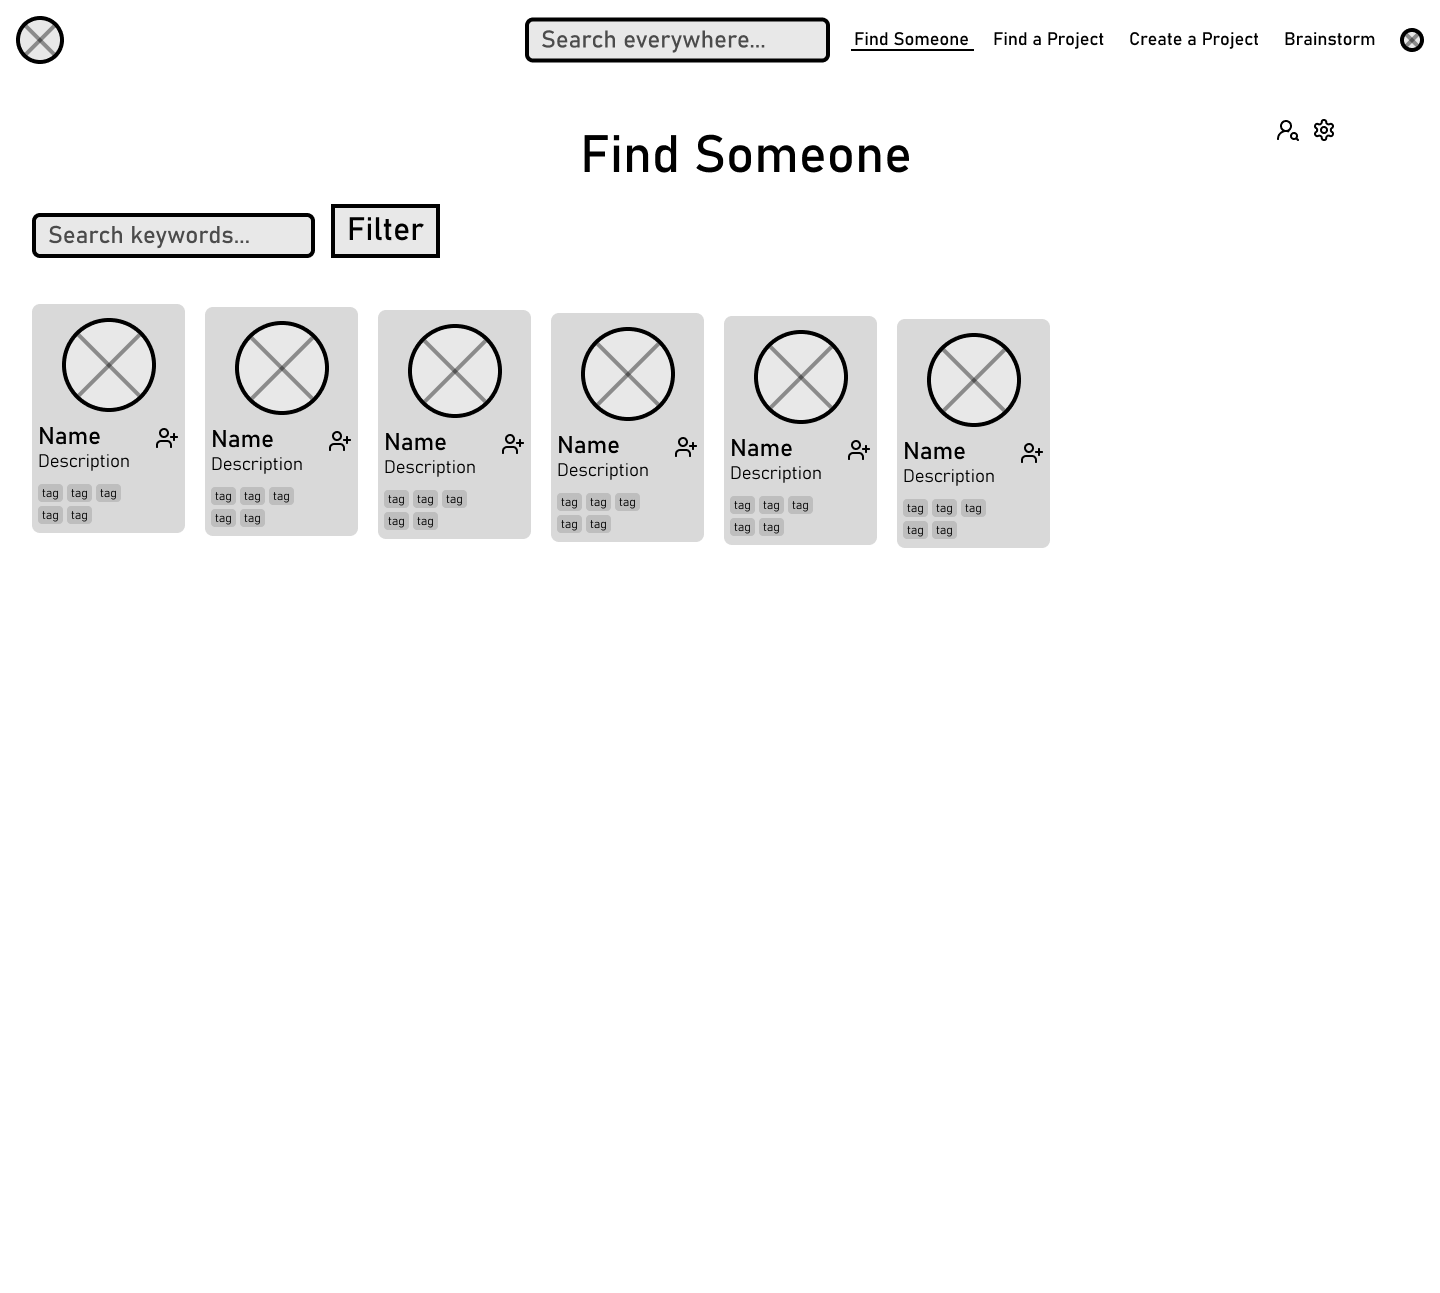 Search everywhere...
Find Someone
Find a Project
Create a Project
Brainstorm
Find Someone
Search keywords...
Filter
Name
Description
tag tag tag
tag tag
Name
Description
tag tag tag
tag tag
Name
Description
tag tag tag
tag tag
Name
Description
tag tag tag
tag tag
Name
Description
tag tag tag
tag tag
Name
Description
tag tag tag
tag tag